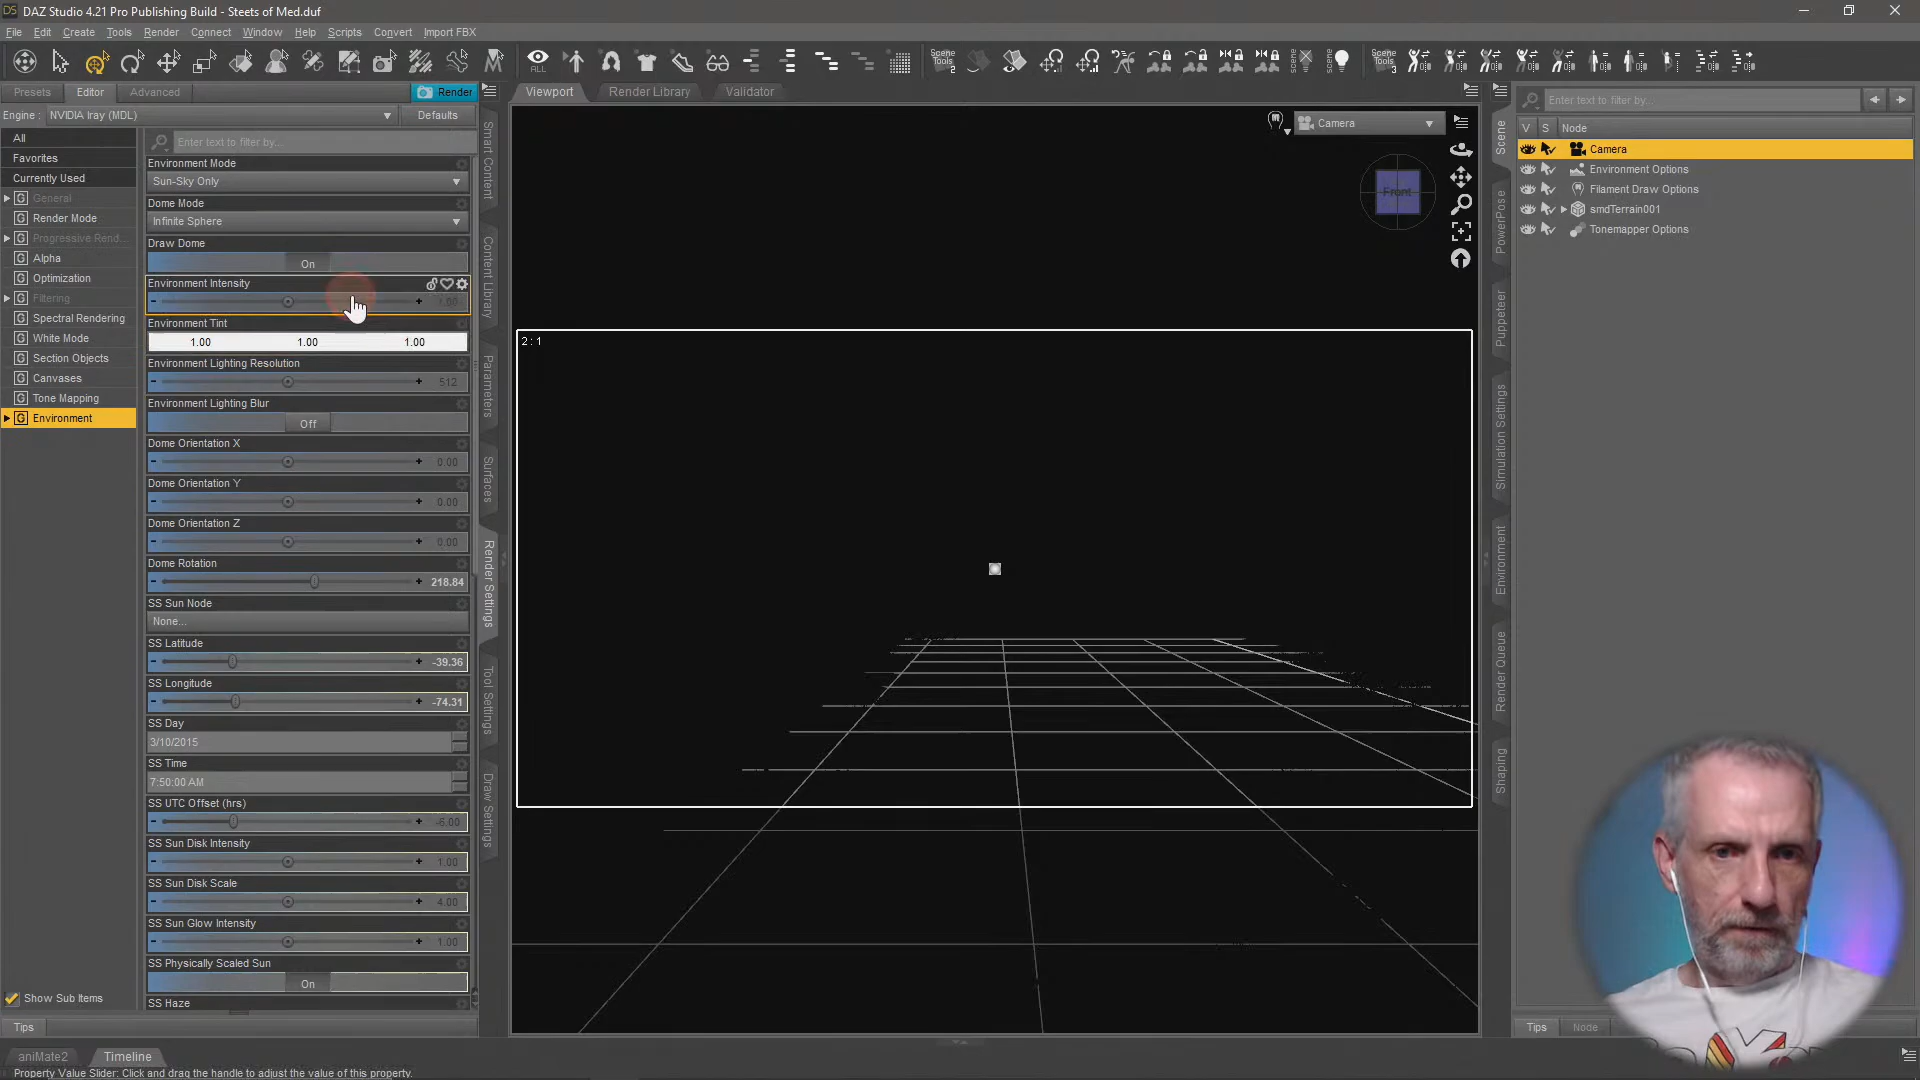 DAZ Studio 4.21 Pro Publishing Build - Steets of Med.duf
File Edit Create Tools Render Connect Window Help Scripts Convert Import FBX
ALL
Scene Tools 2
scene
scene
Scene Tools 3
Presets Editor Advanced Render
Viewport Render Library Validator
Engine : NVIDIA Iray (MDL) Defaults
All
Favorites
Currently Used
General
Render Mode
Progressive Rend...
Alpha
Optimization
Filtering
Spectral Rendering
White Mode
Section Objects
Canvases
Tone Mapping
Environment
Show Sub Items
Tips
Enter text to filter by...
Environment Mode
Sun-Sky Only
Dome Mode
Infinite Sphere
Draw Dome
On
Environment Intensity
1.00
Environment Tint
1.00 1.00 1.00
Environment Lighting Resolution
512
Environment Lighting Blur
Off
Dome Orientation X
0.00
Dome Orientation Y
0.00
Dome Orientation Z
0.00
Dome Rotation
218.84
SS Sun Node
None...
SS Latitude
-39.36
SS Longitude
-74.31
SS Day
3/10/2015
SS Time
7:50:00 AM
SS UTC Offset (hrs)
-6.00
SS Sun Disk Intensity
1.00
SS Sun Disk Scale
4.00
SS Sun Glow Intensity
1.00
SS Physically Scaled Sun
On
SS Haze
Smart Content
Content Library
Parameters
Surfaces
Render Settings
Tool Settings
Draw Settings
Camera
Front
2 : 1
Scene
PowerPose
Puppeteer
Simulation Settings
Environment
Render Queue
Shaping
Enter text to filter by...
V S Node
Camera
Environment Options
Filament Draw Options
smdTerrain001
Tonemapper Options
Tips Node
aniMate2 Timeline
Property Value Slider: Click and drag the handle to adjust the value of this property.